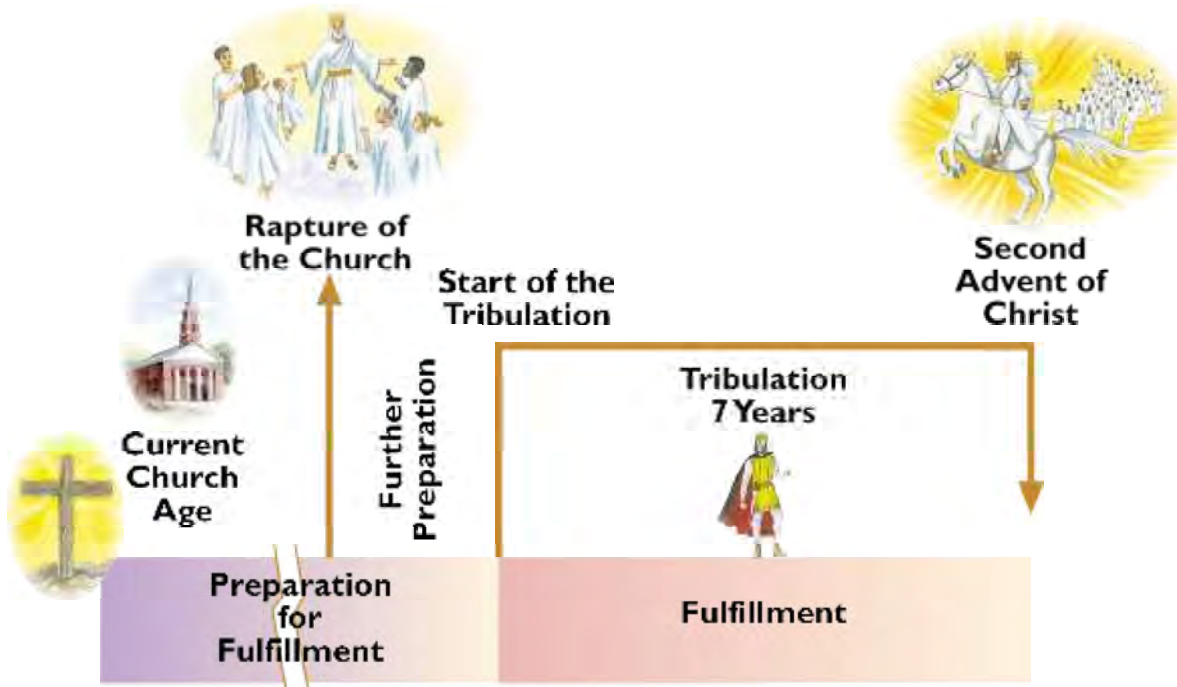 Rapture of
the Church
Second
Advent of
Christ
Start of the
Tribulation
Tribulation
7 Years
Further
Preparation
Current
Church
Age
Preparation
for
Fulfillment
Fulfillment